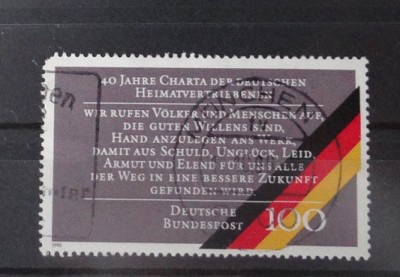 40 JAHRE CHARTA DER DEUTSCHEN
HEIMATVERTRIEBENEN
WIR RUFEN VÖLKER UND MENSCHEN AUF,
DIE GUTEN WILLENS SIND,
HAND ANZULEGEN ANS WERK,
DAMIT AUS SCHULD, UNGLÜCK, LEID,
ARMUT UND ELEND FÜR UNS ALLE
DER WEG IN EINE BESSERE ZUKUNFT
GEFUNDEN WIRD.
DEUTSCHE
BUNDESPOST
100
1990
MÜNCHEN